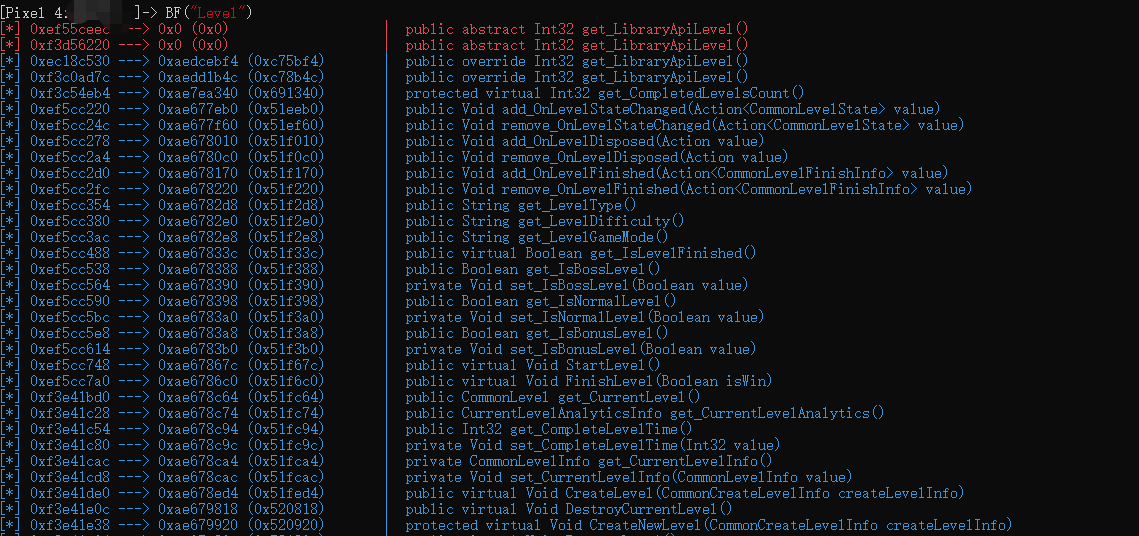 [Pixel 4: ]-> BF("Level")
[*] 0xef55ceec ---> 0x0 (0x0) | public abstract Int32 get_LibraryApiLevel()
[*] 0xf3d56220 ---> 0x0 (0x0) | public abstract Int32 get_LibraryApiLevel()
[*] 0xec18c530 ---> 0xaedcebf4 (0xc75bf4) | public override Int32 get_LibraryApiLevel()
[*] 0xf3c0ad7c ---> 0xaedd1b4c (0xc78b4c) | public override Int32 get_LibraryApiLevel()
[*] 0xf3c54eb4 ---> 0xae7ea340 (0x691340) | protected virtual Int32 get_CompletedLevelsCount()
[*] 0xef5cc220 ---> 0xae677eb0 (0x51eeb0) | public Void add_OnLevelStateChanged(Action<CommonLevelState> value)
[*] 0xef5cc24c ---> 0xae677f60 (0x51ef60) | public Void remove_OnLevelStateChanged(Action<CommonLevelState> value)
[*] 0xef5cc278 ---> 0xae678010 (0x51f010) | public Void add_OnLevelDisposed(Action value)
[*] 0xef5cc2a4 ---> 0xae6780c0 (0x51f0c0) | public Void remove_OnLevelDisposed(Action value)
[*] 0xef5cc2d0 ---> 0xae678170 (0x51f170) | public Void add_OnLevelFinished(Action<CommonLevelFinishInfo> value)
[*] 0xef5cc2fc ---> 0xae678220 (0x51f220) | public Void remove_OnLevelFinished(Action<CommonLevelFinishInfo> value)
[*] 0xef5cc354 ---> 0xae6782d8 (0x51f2d8) | public String get_LevelType()
[*] 0xef5cc380 ---> 0xae6782e0 (0x51f2e0) | public String get_LevelDifficulty()
[*] 0xef5cc3ac ---> 0xae6782e8 (0x51f2e8) | public String get_LevelGameMode()
[*] 0xef5cc488 ---> 0xae67833c (0x51f33c) | public virtual Boolean get_IsLevelFinished()
[*] 0xef5cc538 ---> 0xae678388 (0x51f388) | public Boolean get_IsBossLevel()
[*] 0xef5cc564 ---> 0xae678390 (0x51f390) | private Void set_IsBossLevel(Boolean value)
[*] 0xef5cc590 ---> 0xae678398 (0x51f398) | public Boolean get_IsNormalLevel()
[*] 0xef5cc5bc ---> 0xae6783a0 (0x51f3a0) | private Void set_IsNormalLevel(Boolean value)
[*] 0xef5cc5e8 ---> 0xae6783a8 (0x51f3a8) | public Boolean get_IsBonusLevel()
[*] 0xef5cc614 ---> 0xae6783b0 (0x51f3b0) | private Void set_IsBonusLevel(Boolean value)
[*] 0xef5cc748 ---> 0xae67867c (0x51f67c) | public virtual Void StartLevel()
[*] 0xef5cc7a0 ---> 0xae6786c0 (0x51f6c0) | public virtual Void FinishLevel(Boolean isWin)
[*] 0xf3e41bd0 ---> 0xae678c64 (0x51fc64) | public CommonLevel get_CurrentLevel()
[*] 0xf3e41c28 ---> 0xae678c74 (0x51fc74) | public CurrentLevelAnalyticsInfo get_CurrentLevelAnalytics()
[*] 0xf3e41c54 ---> 0xae678c94 (0x51fc94) | public Int32 get_CompleteLevelTime()
[*] 0xf3e41c80 ---> 0xae678c9c (0x51fc9c) | private Void set_CompleteLevelTime(Int32 value)
[*] 0xf3e41cac ---> 0xae678ca4 (0x51fca4) | private CommonLevelInfo get_CurrentLevelInfo()
[*] 0xf3e41cd8 ---> 0xae678cac (0x51fcac) | private Void set_CurrentLevelInfo(CommonLevelInfo value)
[*] 0xf3e41de0 ---> 0xae678ed4 (0x51fed4) | public virtual Void CreateLevel(CommonCreateLevelInfo createLevelInfo)
[*] 0xf3e41e0c ---> 0xae679818 (0x520818) | public virtual Void DestroyCurrentLevel()
[*] 0xf3e41e38 ---> 0xae679920 (0x520920) | protected virtual Void CreateNewLevel(CommonCreateLevelInfo createLevelInfo)